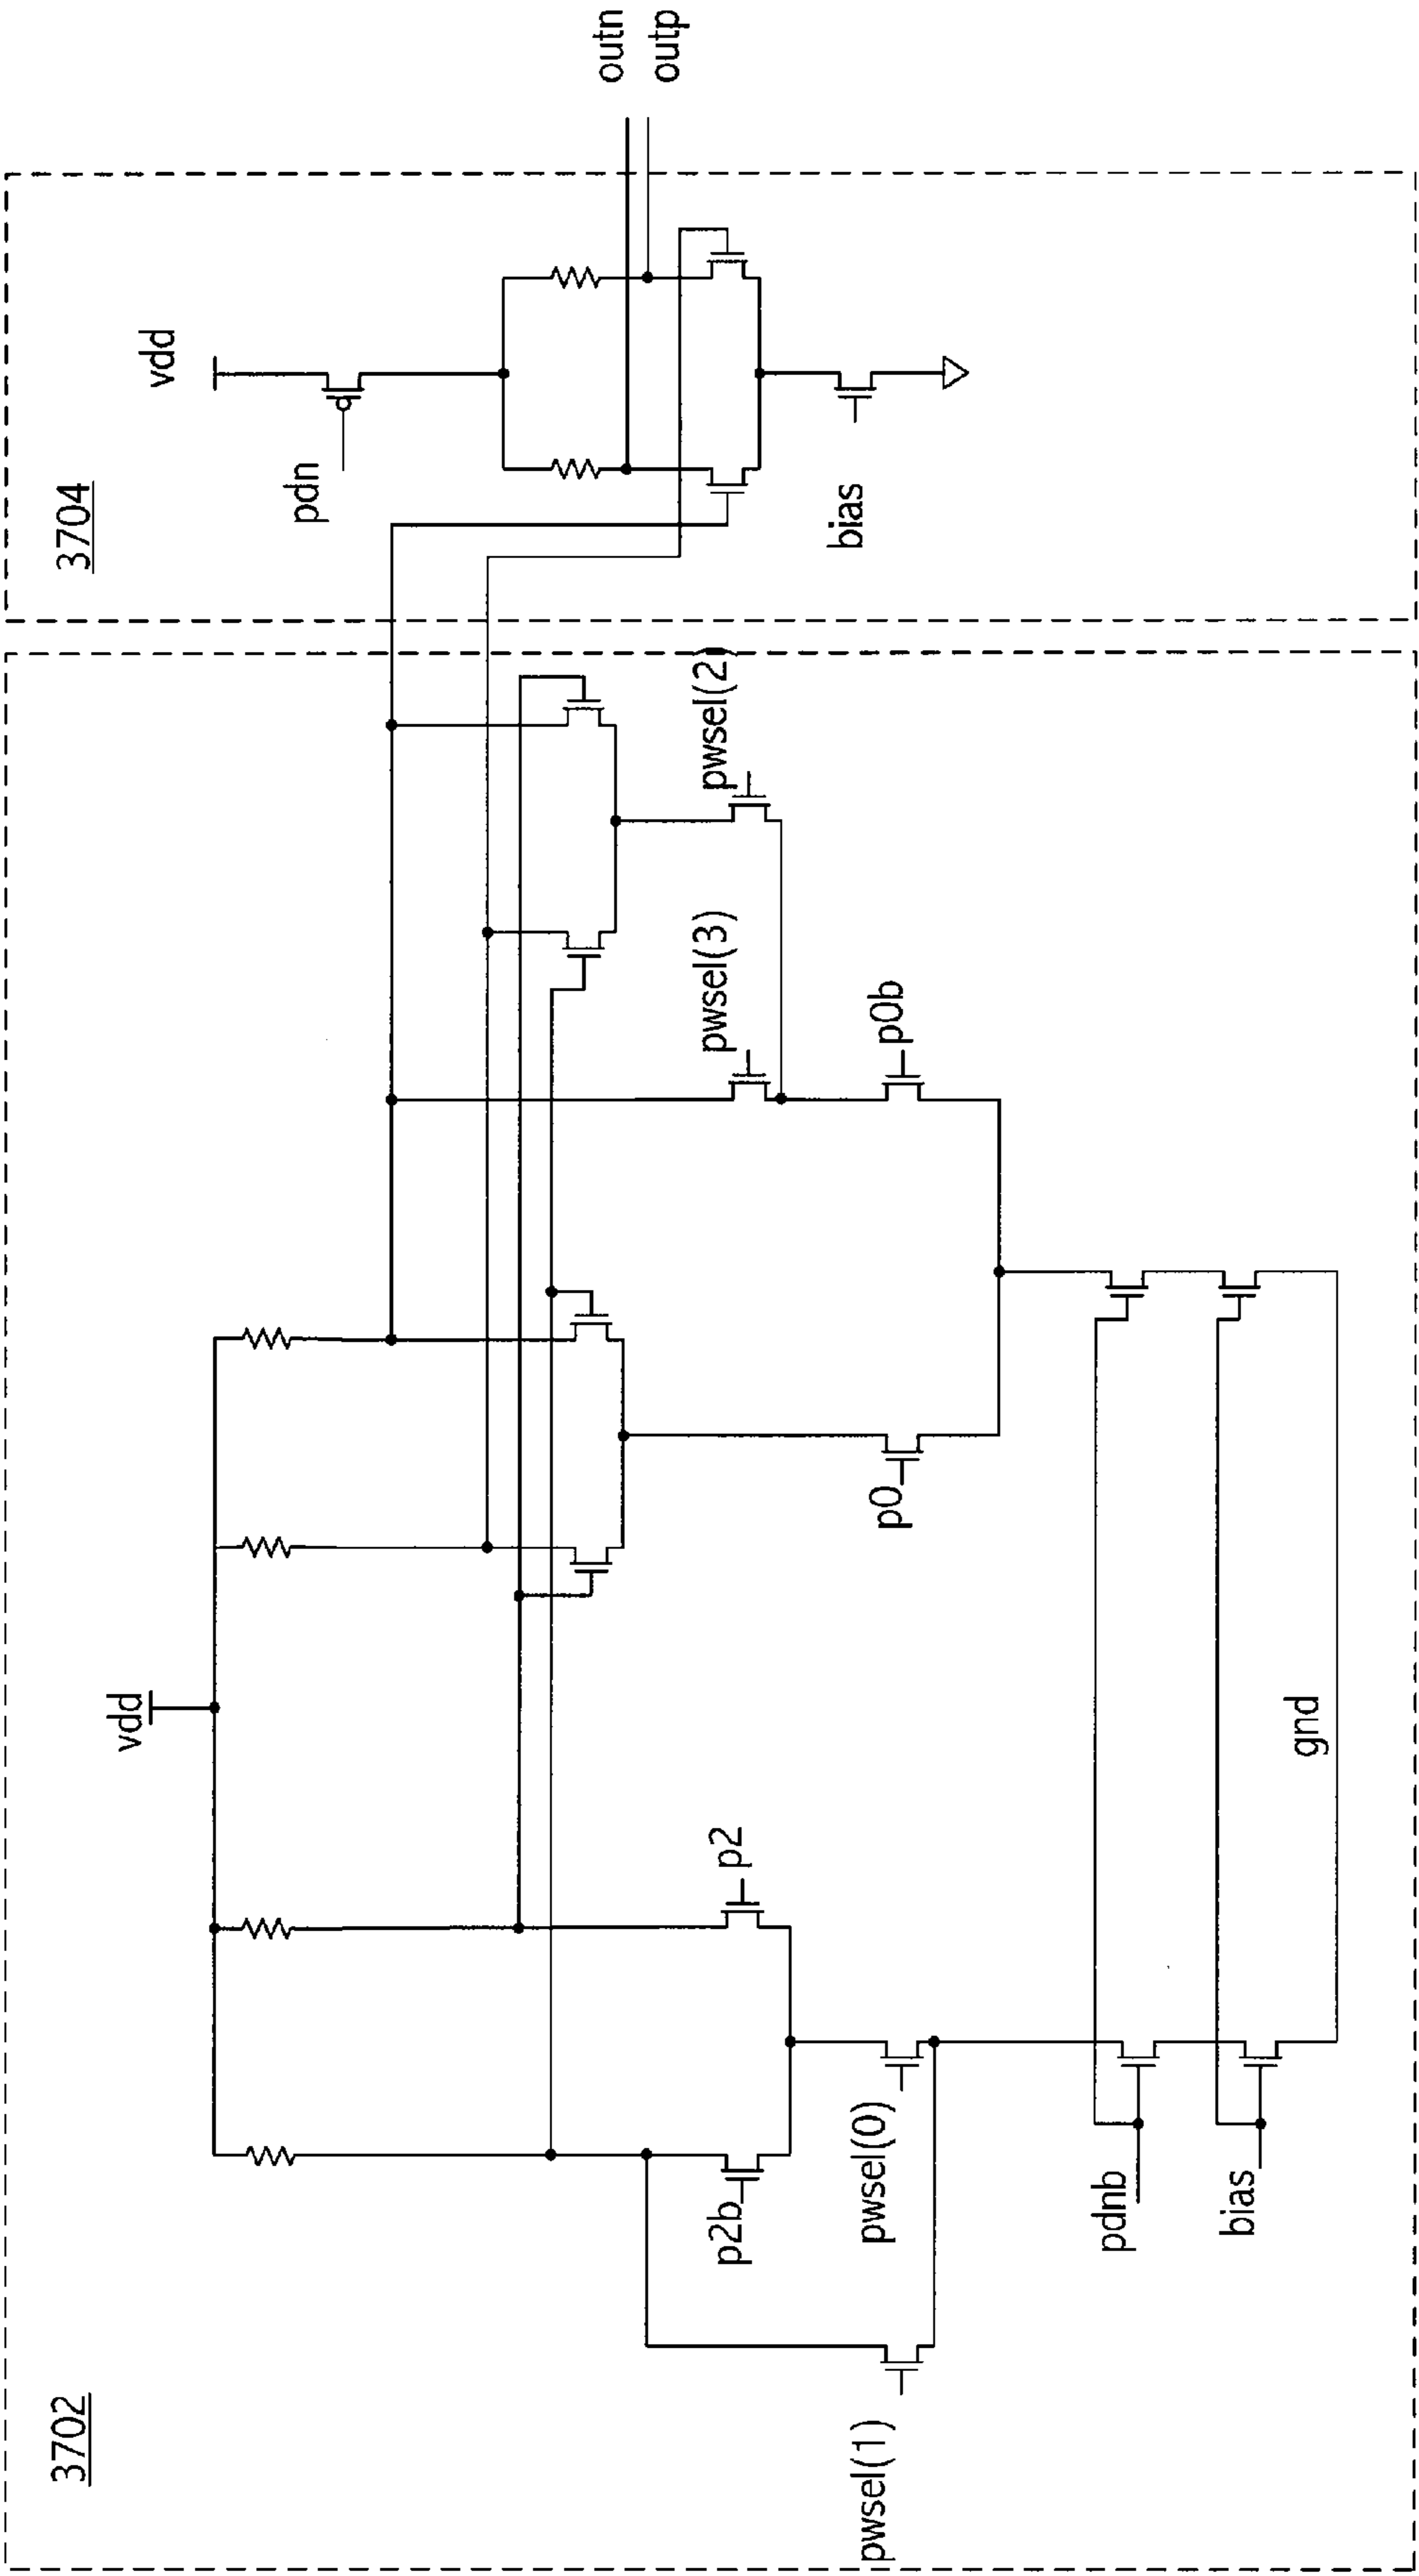 3702
pwsel(1)
p2b
pwsel(0)
pdnb
bias
p2
vdd
gnd
p0
p0b
pwsel(3)
pwsel(2)
3704
pdn
vdd
bias
outn
outp